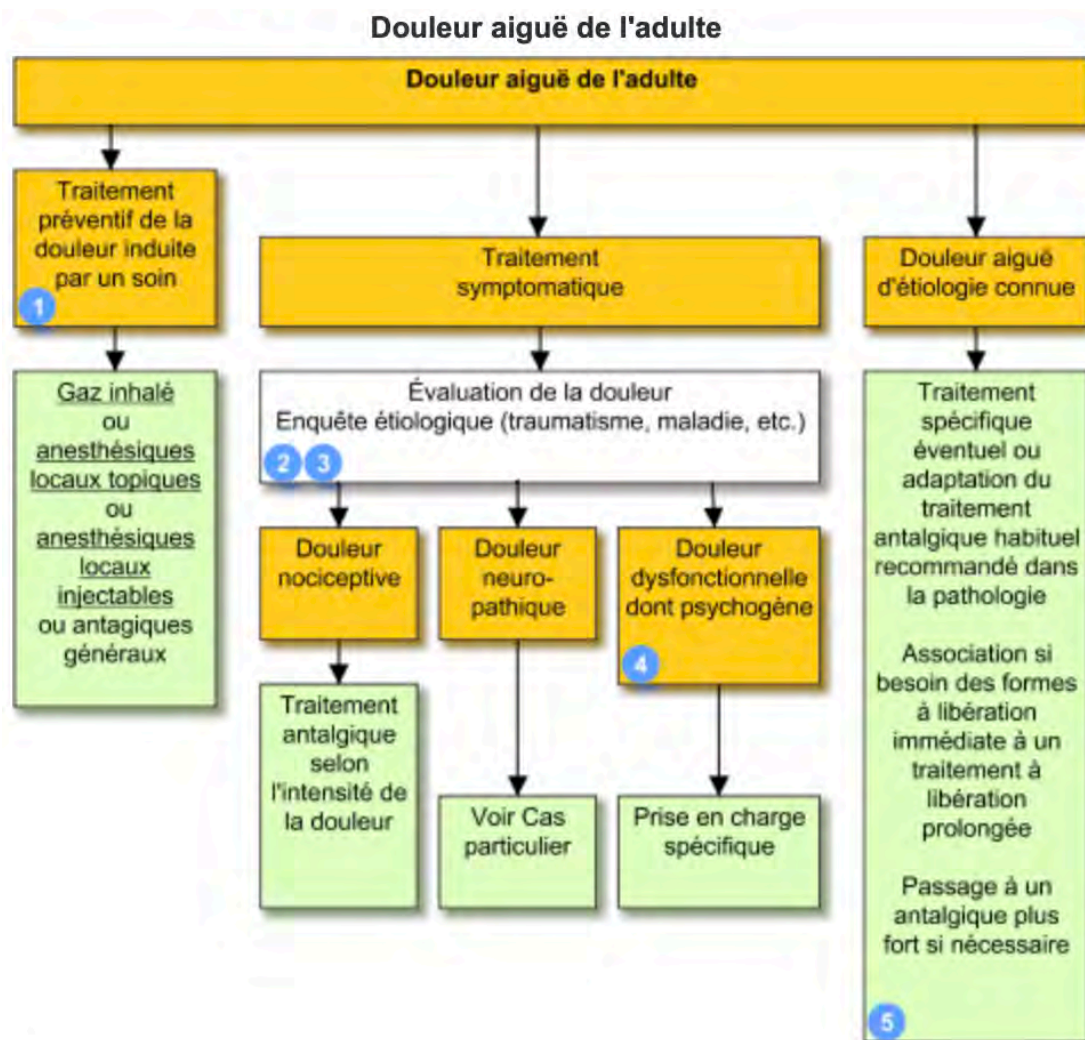 Douleur aiguë de l'adulte
Douleur aiguë de l'adulte
Traitement
préventif de la
douleur induite
par un soin
1
Gaz inhalé
ou
anesthésiques
locaux topiques
ou
anesthésiques
locaux
injectables
ou antagiques
généraux
Traitement
symptomatique
Évaluation de la douleur
Enquête étiologique (traumatisme, maladie, etc.)
2 3
Douleur
nociceptive
Traitement
antalgique
selon
l'intensité de
la douleur
Douleur
neuro-
pathique
Voir Cas
particulier
Douleur
dysfonctionnelle
dont psychogène
4
Prise en charge
spécifique
Douleur aiguë
d'étiologie connue
Traitement
spécifique
éventuel ou
adaptation du
traitement
antalgique habituel
recommandé dans
la pathologie
Association si
besoin des formes
à libération
immédiate à un
traitement à
libération
prolongée
Passage à un
antalgique plus
fort si nécessaire
5